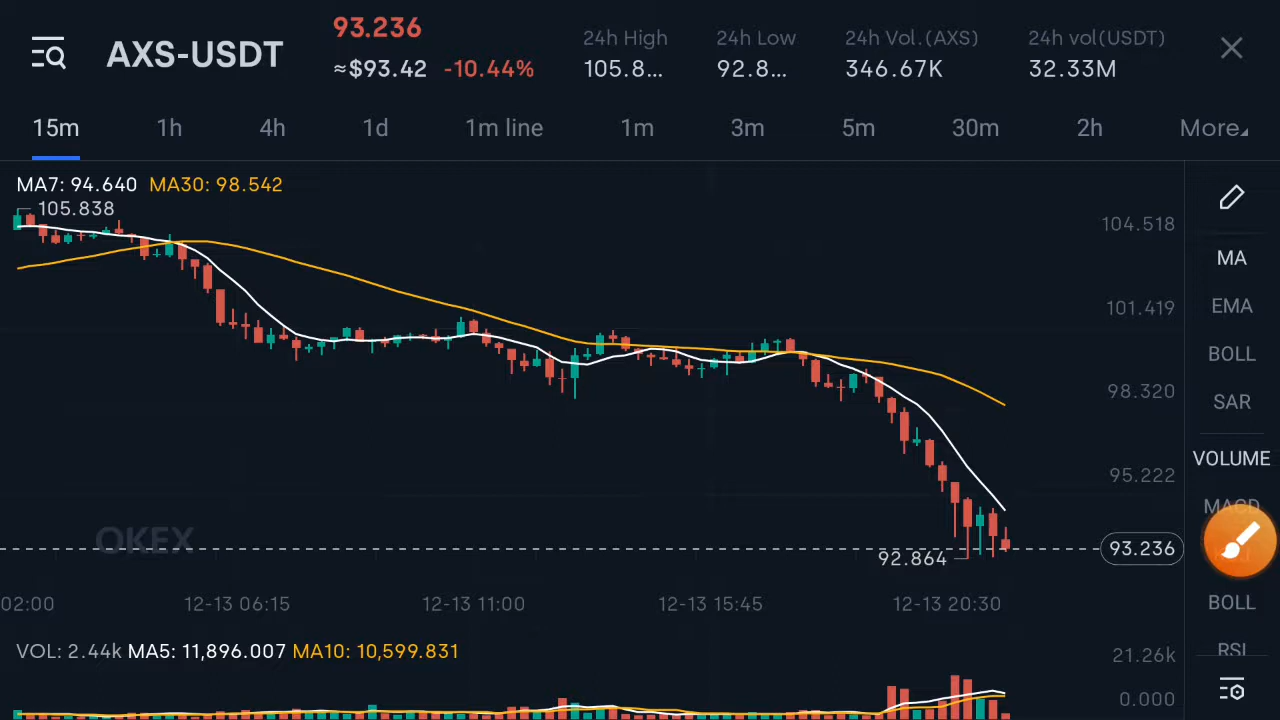 AXS-USDT
93.236
≈$93.42 -10.44%
24h High
105.8...
24h Low
92.8...
24h Vol.(AXS)
346.67K
24h vol(USDT)
32.33M
15m 1h 4h 1d 1m line 1m 3m 5m 30m 2h More
MA7: 94.640 MA30: 98.542
105.838
104.518
101.419
98.320
95.222
93.236
92.864
OKEX
02:00 12-13 06:15 12-13 11:00 12-13 15:45 12-13 20:30
VOL: 2.44k MA5: 11,896.007 MA10: 10,599.831
21.26k
0.000
MA
EMA
BOLL
SAR
VOLUME
MACD
BOLL
RSI